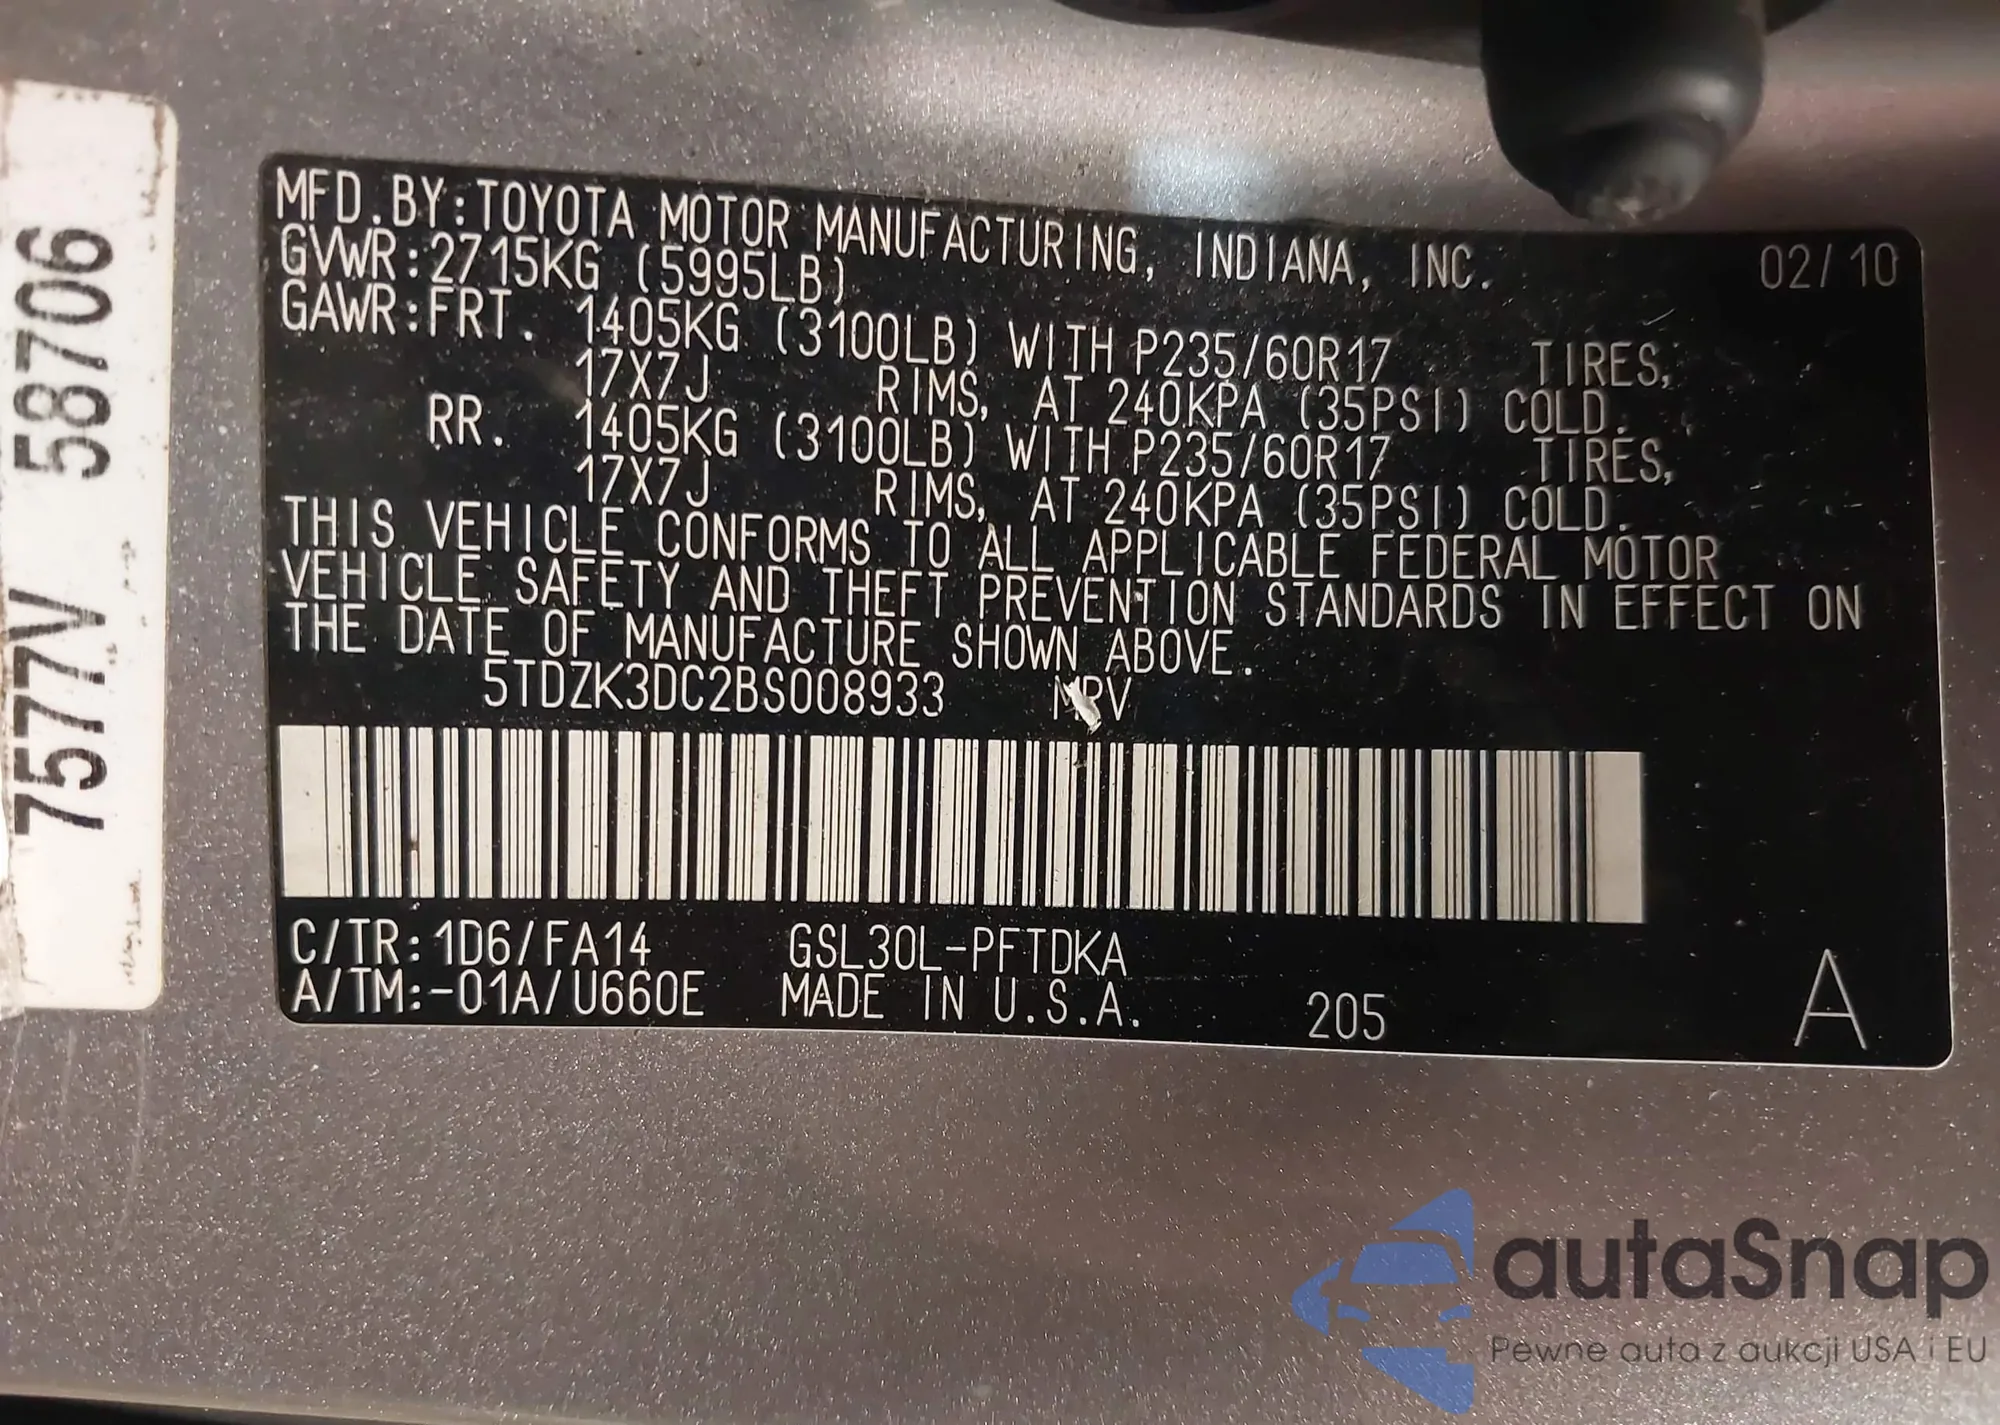 7577V 58706
MFD.BY:TOYOTA MOTOR MANUFACTURING, INDIANA, INC. 02/10
GVWR:2715KG (5995LB)
GAWR:FRT. 1405KG (3100LB) WITH P235/60R17 TIRES,
17X7J RIMS, AT 240KPA (35PSI) COLD.
RR. 1405KG (3100LB) WITH P235/60R17 TIRES,
17X7J RIMS, AT 240KPA (35PSI) COLD.
THIS VEHICLE CONFORMS TO ALL APPLICABLE FEDERAL MOTOR
VEHICLE SAFETY AND THEFT PREVENTION STANDARDS IN EFFECT ON
THE DATE OF MANUFACTURE SHOWN ABOVE.
5TDZK3DC2BS008933 MPV
C/TR:1D6/FA14 GSL30L-PFTDKA
A/TM:-01A/U660E MADE IN U.S.A. 205 A
autaSnap
Pewne auta z aukcji USA i EU